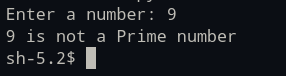 Enter a number: 9
9 is not a Prime number
sh-5.2$